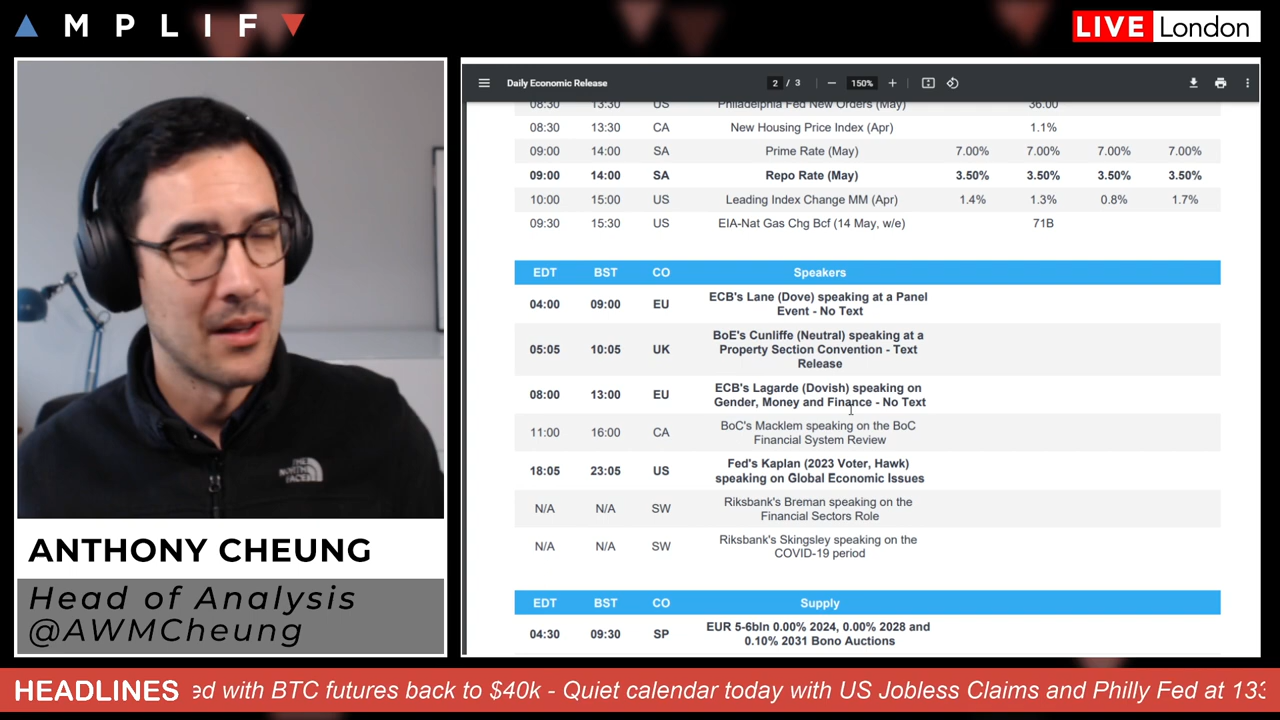 AMPLIFY
LIVE London
Daily Economic Release
2 / 3
150%
08:30 13:30 US Philadelphia Fed New Orders (May) 36.00
08:30 13:30 CA New Housing Price Index (Apr) 1.1%
09:00 14:00 SA Prime Rate (May) 7.00% 7.00% 7.00% 7.00%
09:00 14:00 SA Repo Rate (May) 3.50% 3.50% 3.50% 3.50%
10:00 15:00 US Leading Index Change MM (Apr) 1.4% 1.3% 0.8% 1.7%
09:30 15:30 US EIA-Nat Gas Chg Bcf (14 May, w/e) 71B
EDT BST CO Speakers
04:00 09:00 EU ECB's Lane (Dove) speaking at a Panel
Event - No Text
05:05 10:05 UK BoE's Cunliffe (Neutral) speaking at a
Property Section Convention - Text
Release
08:00 13:00 EU ECB's Lagarde (Dovish) speaking on
Gender, Money and Finance - No Text
11:00 16:00 CA BoC's Macklem speaking on the BoC
Financial System Review
18:05 23:05 US Fed's Kaplan (2023 Voter, Hawk)
speaking on Global Economic Issues
N/A N/A SW Riksbank's Breman speaking on the
Financial Sectors Role
N/A N/A SW Riksbank's Skingsley speaking on the
COVID-19 period
EDT BST CO Supply
04:30 09:30 SP EUR 5-6bln 0.00% 2024, 0.00% 2028 and
0.10% 2031 Bono Auctions
THE
NORTH
FACE
ANTHONY CHEUNG
Head of Analysis
@AWMCheung
HEADLINES ed with BTC futures back to $40k - Quiet calendar today with US Jobless Claims and Philly Fed at 133